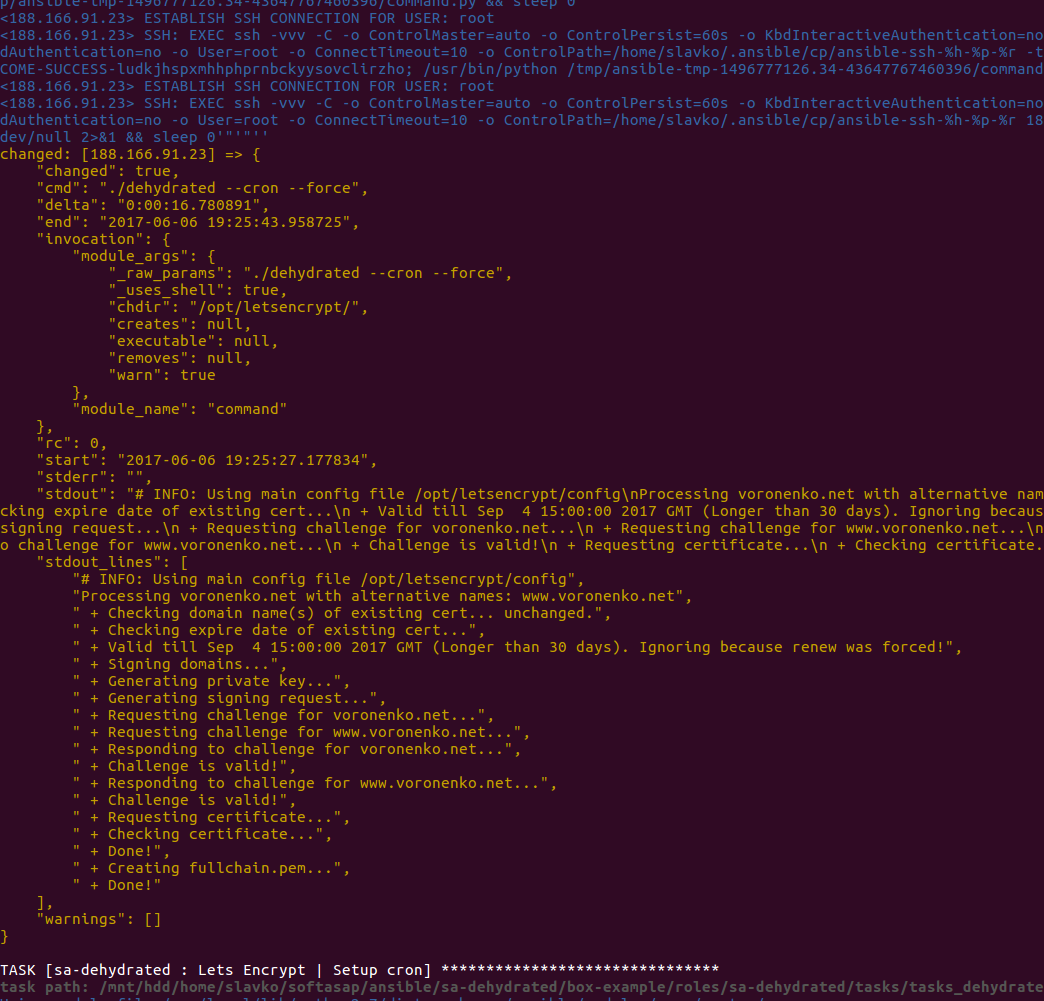 p/ansible-tmp-1496777126.34-43647767460396/command.py && sleep 0
<188.166.91.23> ESTABLISH SSH CONNECTION FOR USER: root
<188.166.91.23> SSH: EXEC ssh -vvv -C -o ControlMaster=auto -o ControlPersist=60s -o KbdInteractiveAuthentication=no
dAuthentication=no -o User=root -o ConnectTimeout=10 -o ControlPath=/home/slavko/.ansible/cp/ansible-ssh-%h-%p-%r -t
COME-SUCCESS-ludkjhspxmhhphprnbckyysovclirzho; /usr/bin/python /tmp/ansible-tmp-1496777126.34-43647767460396/command
<188.166.91.23> ESTABLISH SSH CONNECTION FOR USER: root
<188.166.91.23> SSH: EXEC ssh -vvv -C -o ControlMaster=auto -o ControlPersist=60s -o KbdInteractiveAuthentication=no
dAuthentication=no -o User=root -o ConnectTimeout=10 -o ControlPath=/home/slavko/.ansible/cp/ansible-ssh-%h-%p-%r 18
dev/null 2>&1 && sleep 0'"'"''
changed: [188.166.91.23] => {
    "changed": true,
    "cmd": "./dehydrated --cron --force",
    "delta": "0:00:16.780891",
    "end": "2017-06-06 19:25:43.958725",
    "invocation": {
        "module_args": {
            "_raw_params": "./dehydrated --cron --force",
            "_uses_shell": true,
            "chdir": "/opt/letsencrypt/",
            "creates": null,
            "executable": null,
            "removes": null,
            "warn": true
        },
        "module_name": "command"
    },
    "rc": 0,
    "start": "2017-06-06 19:25:27.177834",
    "stderr": "",
    "stdout": "# INFO: Using main config file /opt/letsencrypt/config\nProcessing voronenko.net with alternative nam
cking expire date of existing cert...\n + Valid till Sep  4 15:00:00 2017 GMT (Longer than 30 days). Ignoring becaus
signing request...\n + Requesting challenge for voronenko.net...\n + Requesting challenge for www.voronenko.net...\n
o challenge for www.voronenko.net...\n + Challenge is valid!\n + Requesting certificate...\n + Checking certificate.
    "stdout_lines": [
        "# INFO: Using main config file /opt/letsencrypt/config",
        "Processing voronenko.net with alternative names: www.voronenko.net",
        " + Checking domain name(s) of existing cert... unchanged.",
        " + Checking expire date of existing cert...",
        " + Valid till Sep  4 15:00:00 2017 GMT (Longer than 30 days). Ignoring because renew was forced!",
        " + Signing domains...",
        " + Generating private key...",
        " + Generating signing request...",
        " + Requesting challenge for voronenko.net...",
        " + Requesting challenge for www.voronenko.net...",
        " + Responding to challenge for voronenko.net...",
        " + Challenge is valid!",
        " + Responding to challenge for www.voronenko.net...",
        " + Challenge is valid!",
        " + Requesting certificate...",
        " + Checking certificate...",
        " + Done!",
        " + Creating fullchain.pem...",
        " + Done!"
    ],
    "warnings": []
}
TASK [sa-dehydrated : Lets Encrypt | Setup cron] *******************************
task path: /mnt/hdd/home/slavko/softasap/ansible/sa-dehydrated/box-example/roles/sa-dehydrated/tasks/tasks_dehydrate